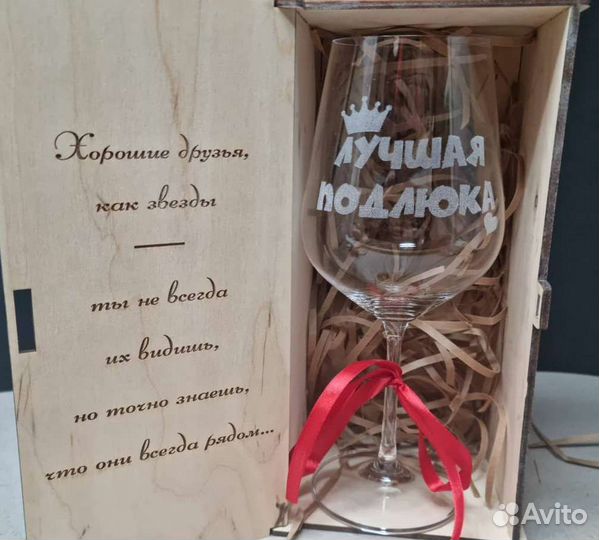 Хорошие друзья,
как звезды
ты не всегда
их видишь,
но точно знаешь,
что они всегда рядом...
ЛУЧШАЯ
ПОДЛЮКА
Avito